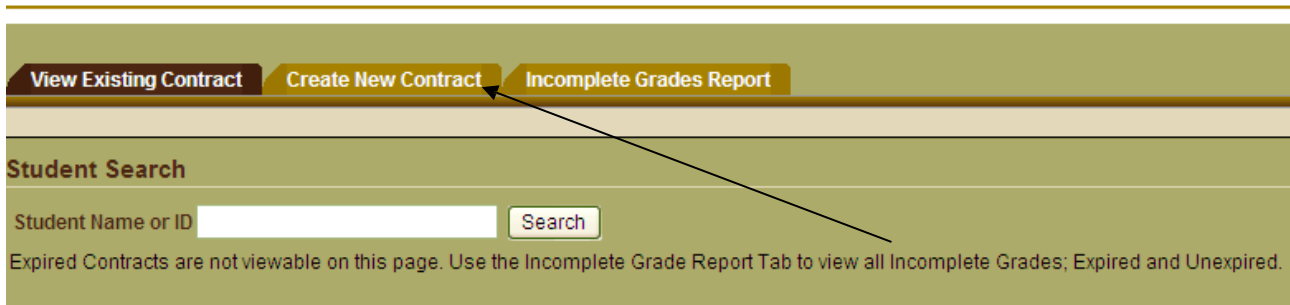 View Existing Contract Create New Contract Incomplete Grades Report
Student Search
Student Name or ID Search
Expired Contracts are not viewable on this page. Use the Incomplete Grade Report Tab to view all Incomplete Grades; Expired and Unexpired.